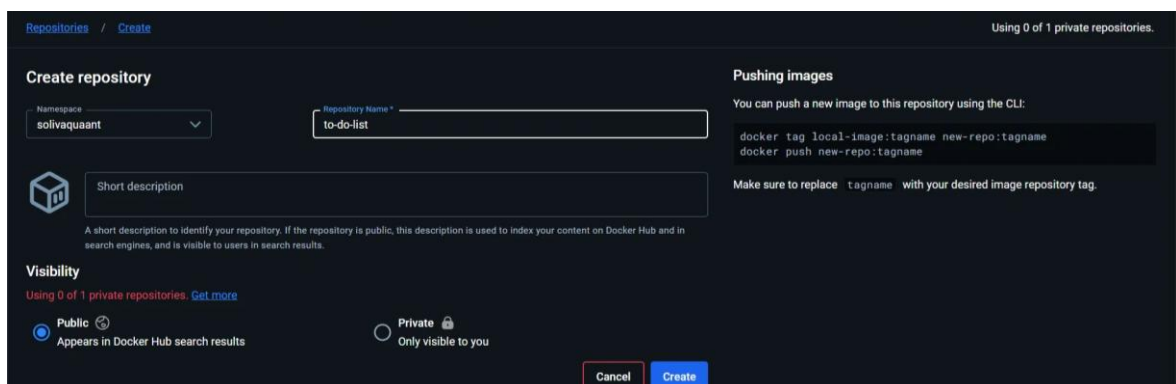 Repositories / Create
Using 0 of 1 private repositories.
Create repository
Namespace
solivaquaant
Repository Name *
to-do-list
Short description
A short description to identify your repository. If the repository is public, this description is used to index your content on Docker Hub and in
search engines, and is visible to users in search results.
Visibility
Using 0 of 1 private repositories. Get more
Public
Appears in Docker Hub search results
Private
Only visible to you
Cancel
Create
Pushing images
You can push a new image to this repository using the CLI:
docker tag local-image:tagname new-repo:tagname
docker push new-repo:tagname
Make sure to replace tagname with your desired image repository tag.